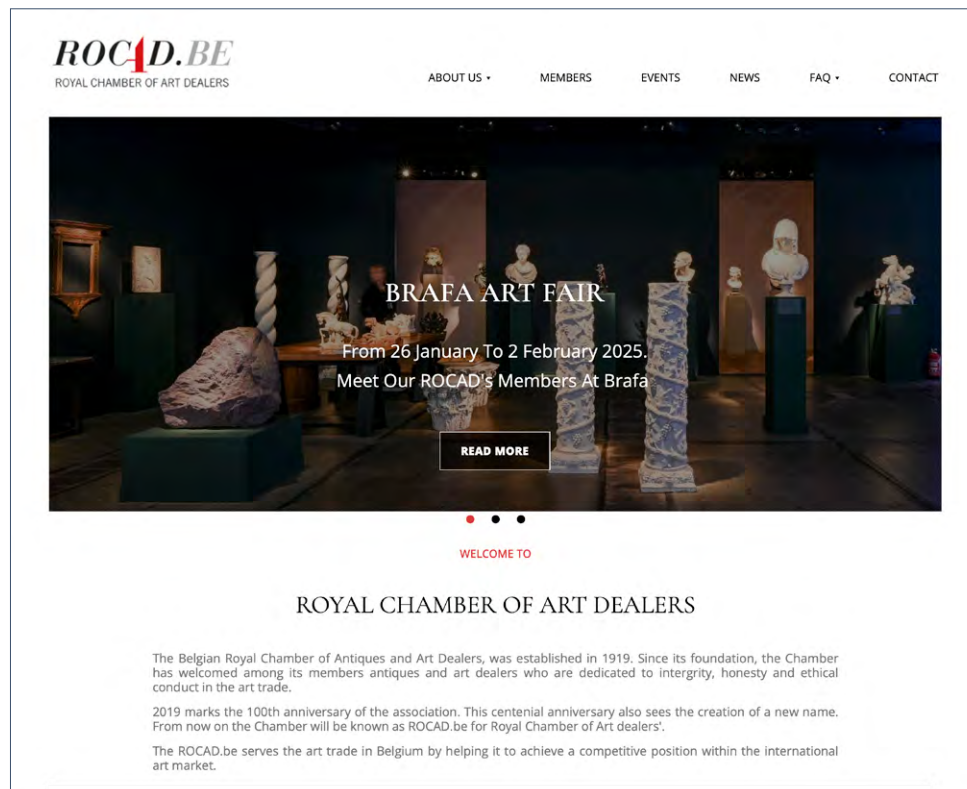 ROCAD.BE
ROYAL CHAMBER OF ART DEALERS
ABOUT US
MEMBERS
EVENTS
NEWS
FAQ
CONTACT
BRAFA ART FAIR
From 26 January To 2 February 2025.
Meet Our ROCAD's Members At Brafa
READ MORE
WELCOME TO
ROYAL CHAMBER OF ART DEALERS
The Belgian Royal Chamber of Antiques and Art Dealers, was established in 1919. Since its foundation, the Chamber
has welcomed among its members antiques and art dealers who are dedicated to intergrity, honesty and ethical
conduct in the art trade.
2019 marks the 100th anniversary of the association. This centenial anniversary also sees the creation of a new name.
From now on the Chamber will be known as ROCAD.be for Royal Chamber of Art dealers'.
The ROCAD.be serves the art trade in Belgium by helping it to achieve a competitive position within the international
art market.